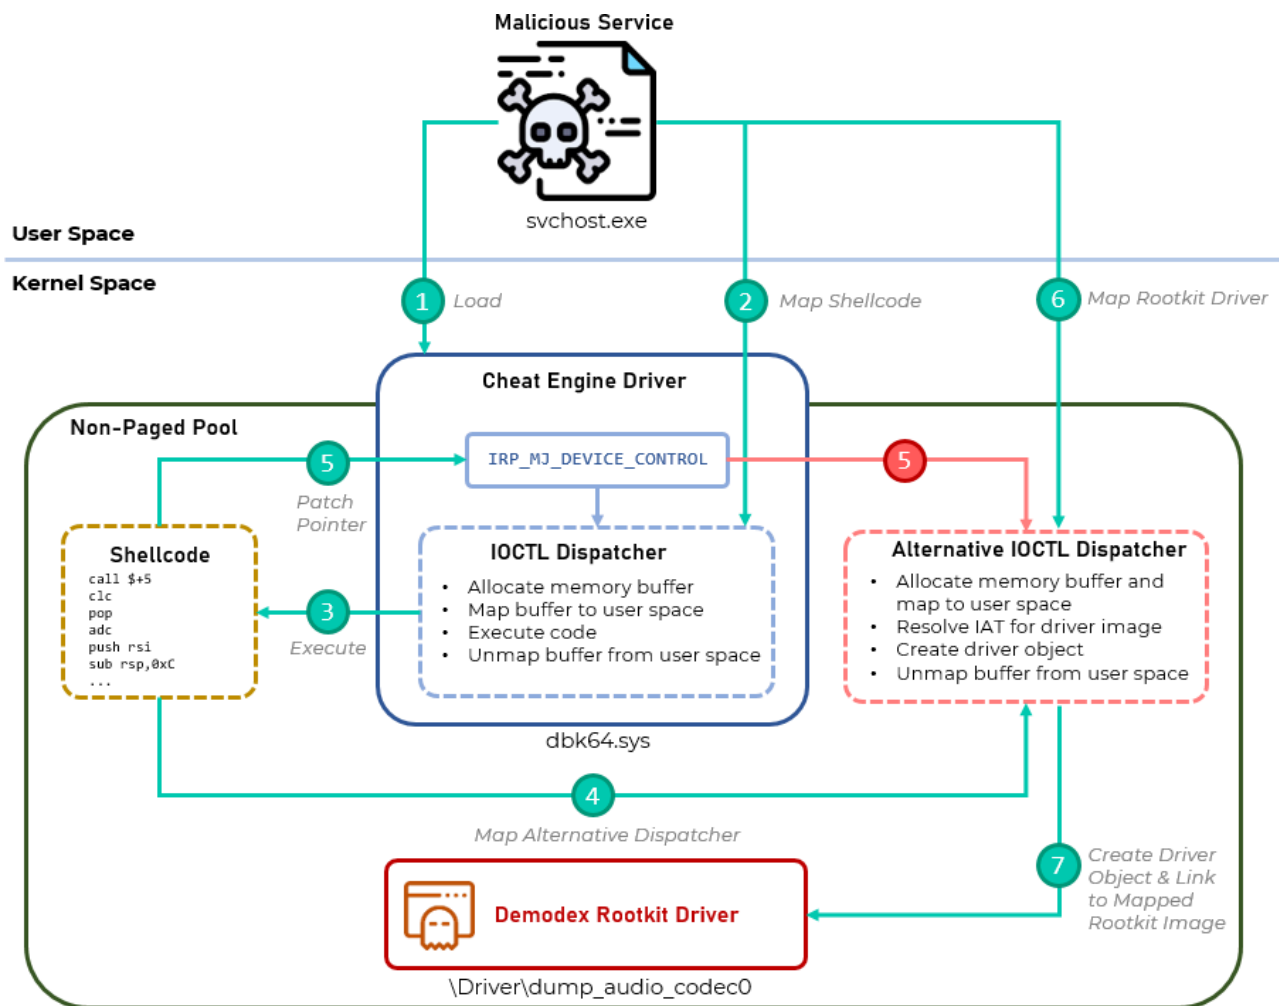 Malicious Service
svchost.exe
User Space
Kernel Space
1
Load
2
Map Shellcode
6
Map Rootkit Driver
Cheat Engine Driver
Non-Paged Pool
5
Patch
Pointer
IRP_MJ_DEVICE_CONTROL
5
Shellcode
call $+5
clc
pop
adc
push rsi
sub rsp,0xC
...
3
Execute
IOCTL Dispatcher
• Allocate memory buffer
• Map buffer to user space
• Execute code
• Unmap buffer from user space
Alternative IOCTL Dispatcher
• Allocate memory buffer and
map to user space
• Resolve IAT for driver image
• Create driver object
• Unmap buffer from user space
dbk64.sys
4
Map Alternative Dispatcher
7
Create Driver
Object & Link
to Mapped
Rootkit Image
Demodex Rootkit Driver
\Driver\dump_audio_codec0